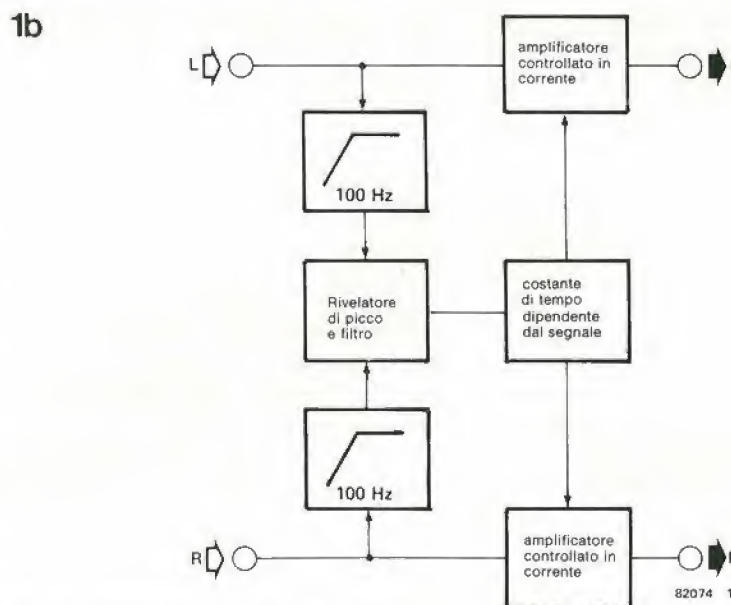 1b
L
amplificatore
controllato in
corrente
100 Hz
Rivelatore
di picco
e filtro
costante
di tempo
dipendente
dal segnale
100 Hz
R
amplificatore
controllato in
corrente
82074 1